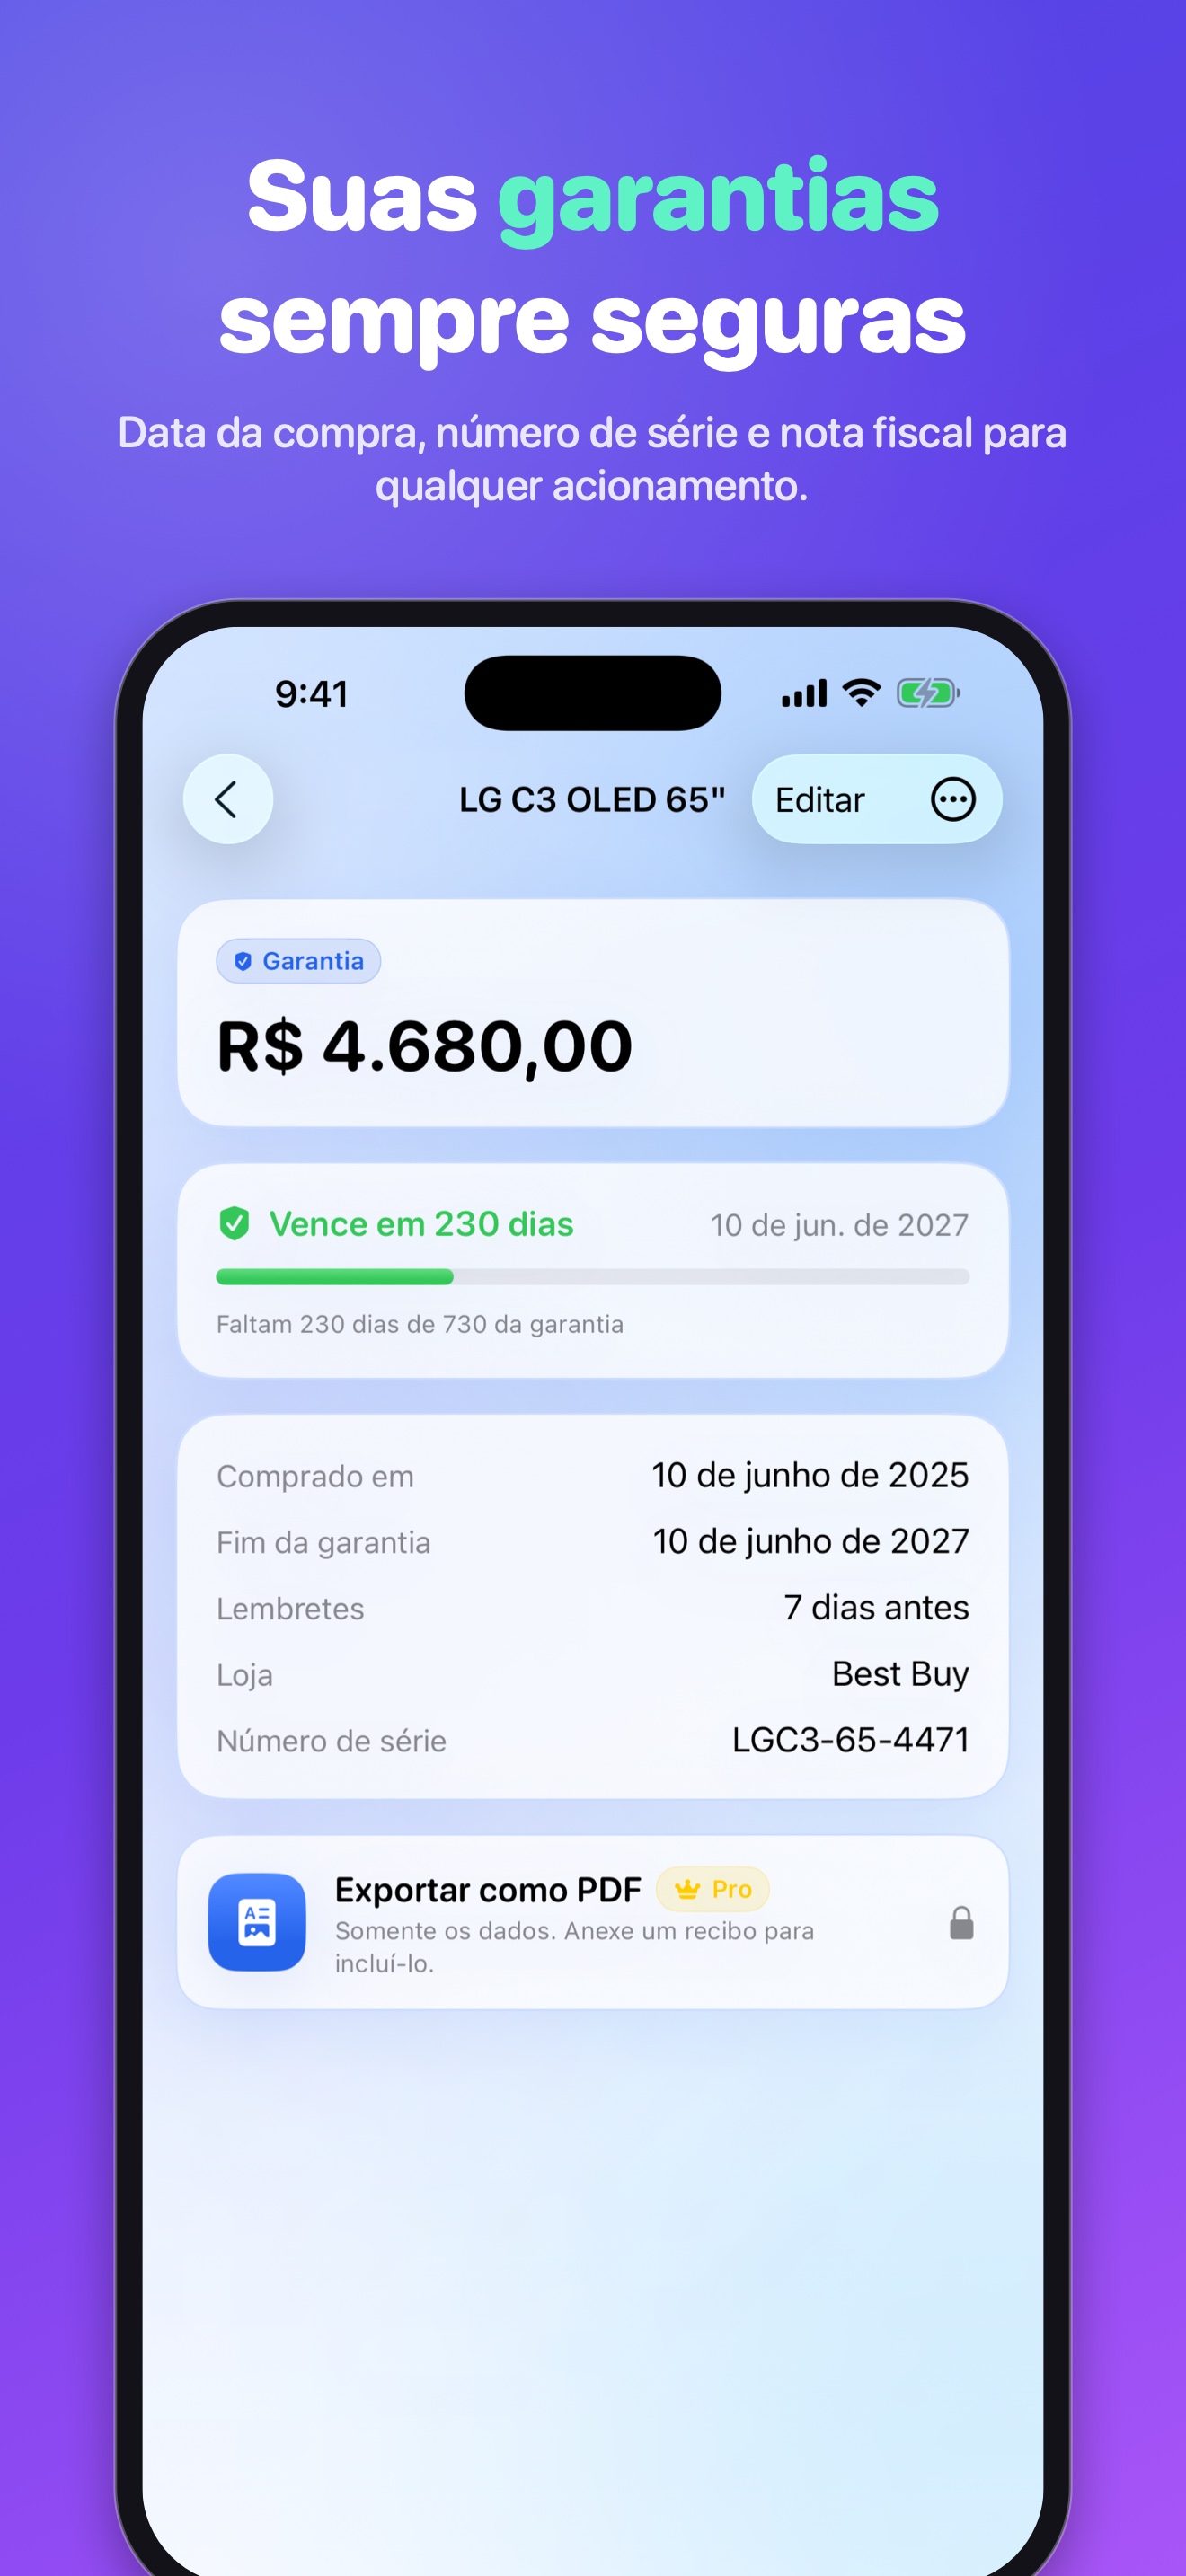 Suas garantias
sempre seguras
Data da compra, número de série e nota fiscal para
qualquer acionamento.
9:41
LG C3 OLED 65"
Editar
Garantia
R$ 4.680,00
Vence em 230 dias
10 de jun. de 2027
Faltam 230 dias de 730 da garantia
Comprado em
10 de junho de 2025
Fim da garantia
10 de junho de 2027
Lembretes
7 dias antes
Loja
Best Buy
Número de série
LGC3-65-4471
Exportar como PDF
Pro
Somente os dados. Anexe um recibo para
incluí-lo.